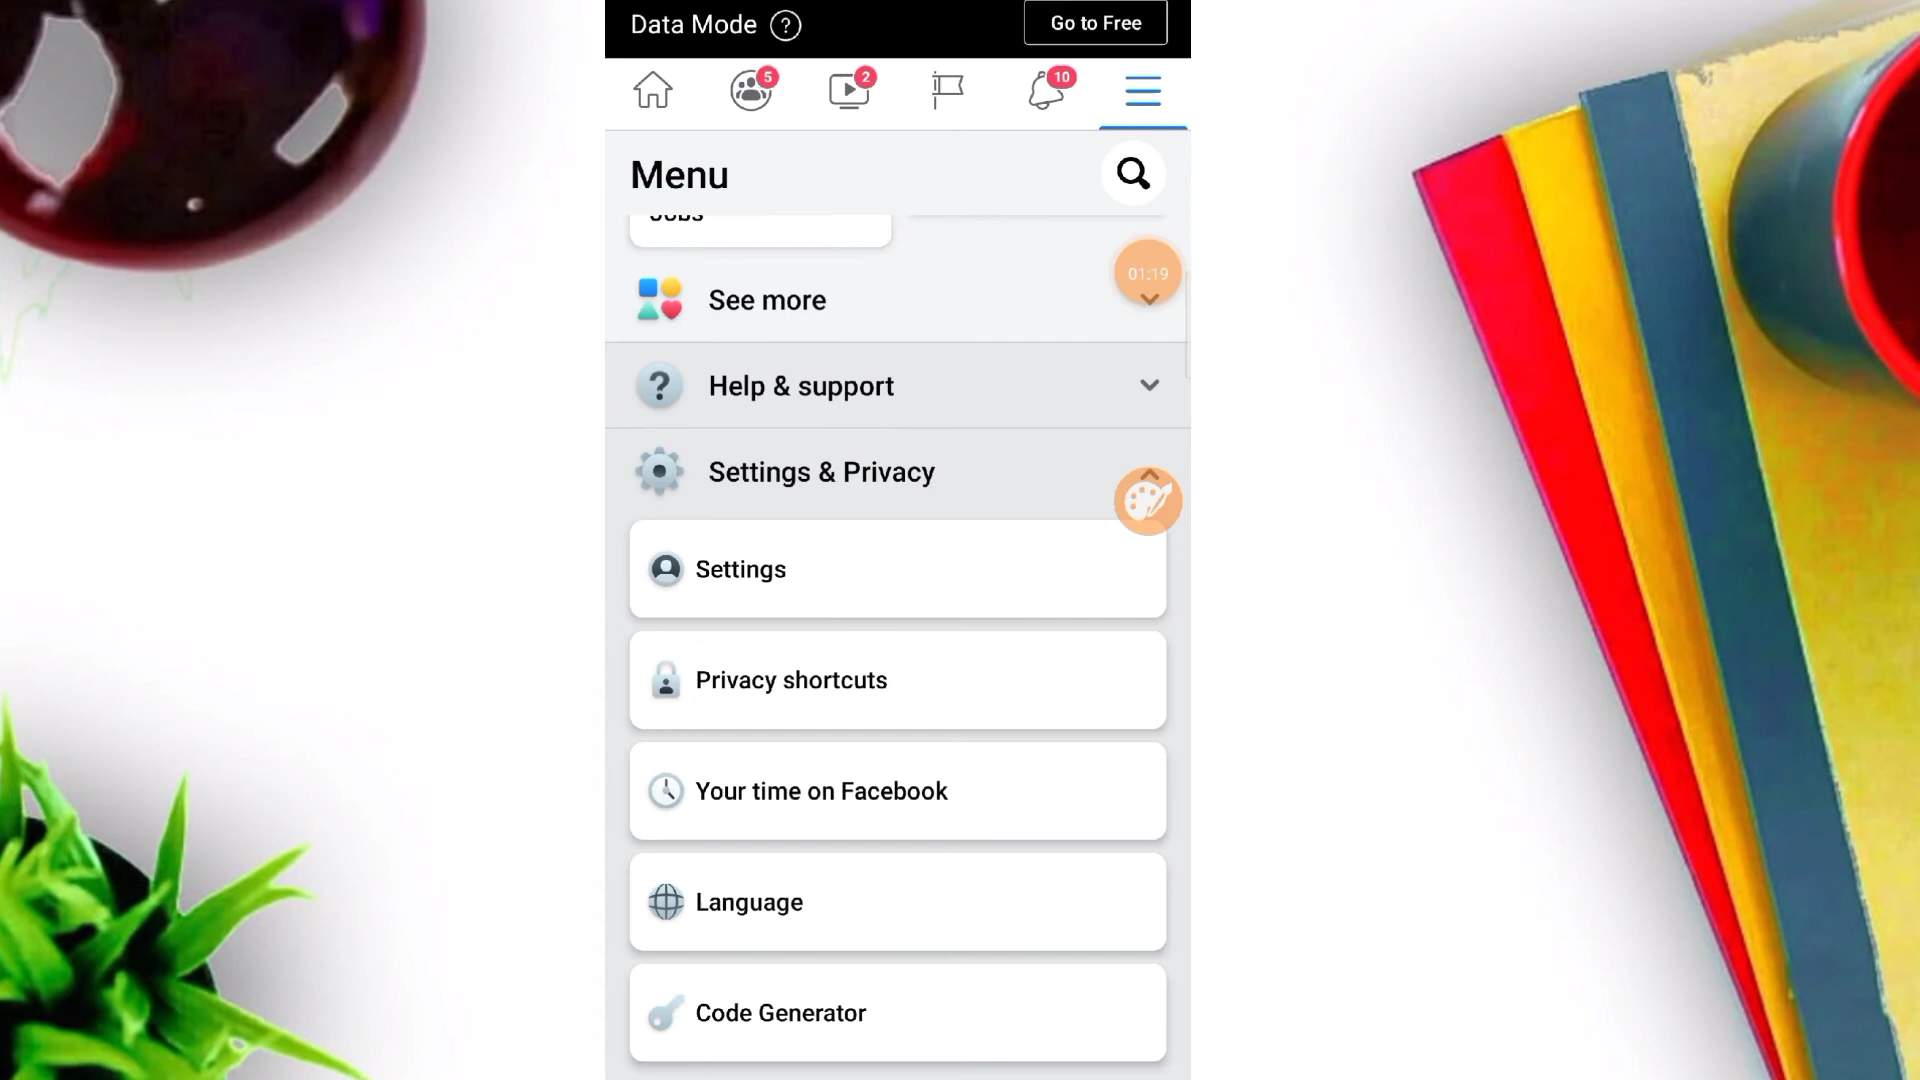 Data Mode ?
Go to Free
5
2
10
Menu
Jobs
01:19
See more
Help & support
Settings & Privacy
Settings
Privacy shortcuts
Your time on Facebook
Language
Code Generator